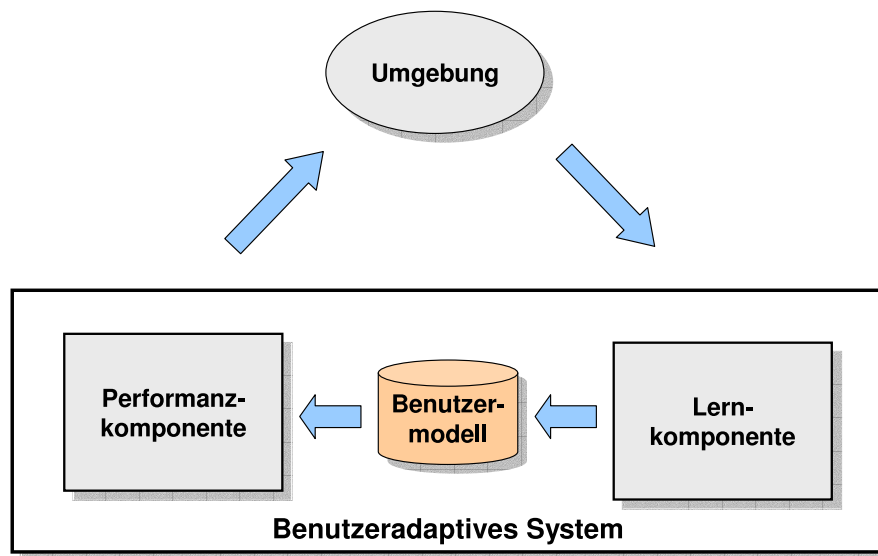 Umgebung
Performanz-
komponente
Benutzer-
modell
Lern-
komponente
Benutzeradaptives System